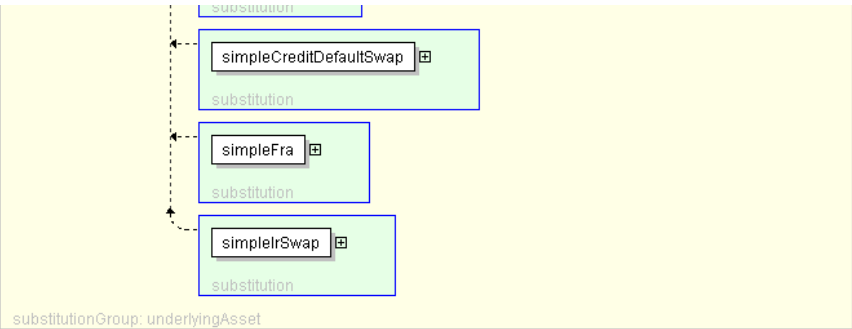 substitution
simpleCreditDefaultSwap
substitution
simpleFra
substitution
simpleIrSwap
substitution
substitutionGroup: underlyingAsset